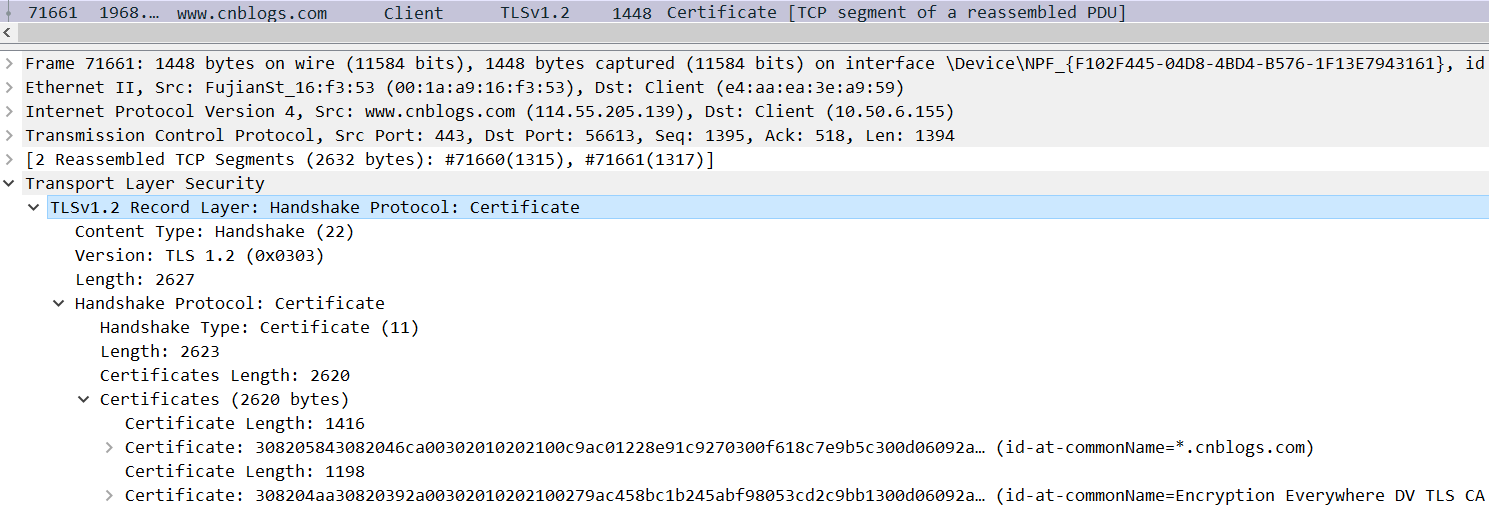 71661 1968.… www.cnblogs.com Client TLSv1.2 1448 Certificate [TCP segment of a reassembled PDU]
Frame 71661: 1448 bytes on wire (11584 bits), 1448 bytes captured (11584 bits) on interface \Device\NPF_{F102F445-04D8-4BD4-B576-1F13E7943161}, id
Ethernet II, Src: FujianSt_16:f3:53 (00:1a:a9:16:f3:53), Dst: Client (e4:aa:ea:3e:a9:59)
Internet Protocol Version 4, Src: www.cnblogs.com (114.55.205.139), Dst: Client (10.50.6.155)
Transmission Control Protocol, Src Port: 443, Dst Port: 56613, Seq: 1395, Ack: 518, Len: 1394
[2 Reassembled TCP Segments (2632 bytes): #71660(1315), #71661(1317)]
Transport Layer Security
TLSv1.2 Record Layer: Handshake Protocol: Certificate
Content Type: Handshake (22)
Version: TLS 1.2 (0x0303)
Length: 2627
Handshake Protocol: Certificate
Handshake Type: Certificate (11)
Length: 2623
Certificates Length: 2620
Certificates (2620 bytes)
Certificate Length: 1416
Certificate: 308205843082046ca00302010202100c9ac01228e91c9270300f618c7e9b5c300d06092a… (id-at-commonName=*.cnblogs.com)
Certificate Length: 1198
Certificate: 308204aa30820392a00302010202100279ac458bc1b245abf98053cd2c9bb1300d06092a… (id-at-commonName=Encryption Everywhere DV TLS CA